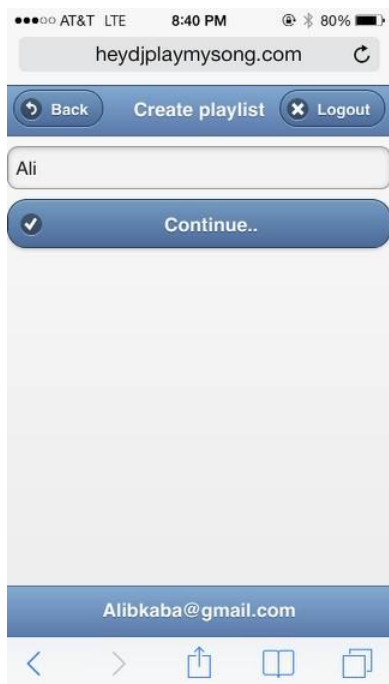 AT&T LTE 8:40 PM 80%
heydjplaymysong.com
Back Create playlist Logout
Ali
Continue..
Alibkaba@gmail.com